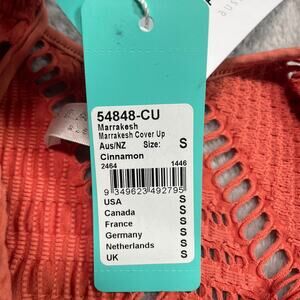 54848-CU
Marrakesh
Marrakesh Cover Up
Aus/NZ Size: S
Cinnamon
2464 1446
9 349623 492795
USA S
Canada S
France S
Germany S
Netherlands S
UK S